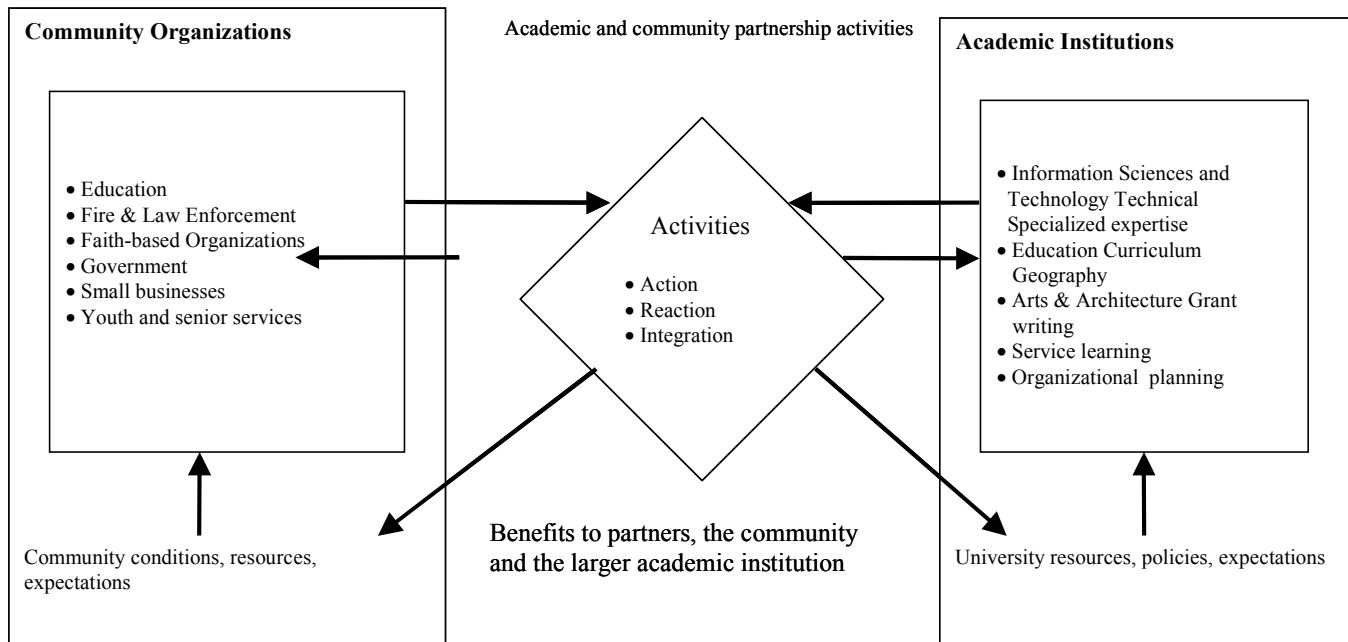 Community Organizations
• Education
• Fire & Law Enforcement
• Faith-based Organizations
• Government
• Small businesses
• Youth and senior services
Community conditions, resources,
expectations
Academic and community partnership activities
Activities
• Action
• Reaction
• Integration
Benefits to partners, the community
and the larger academic institution
Academic Institutions
• Information Sciences and
Technology Technical
Specialized expertise
• Education Curriculum
Geography
• Arts & Architecture Grant
writing
• Service learning
• Organizational planning
University resources, policies, expectations